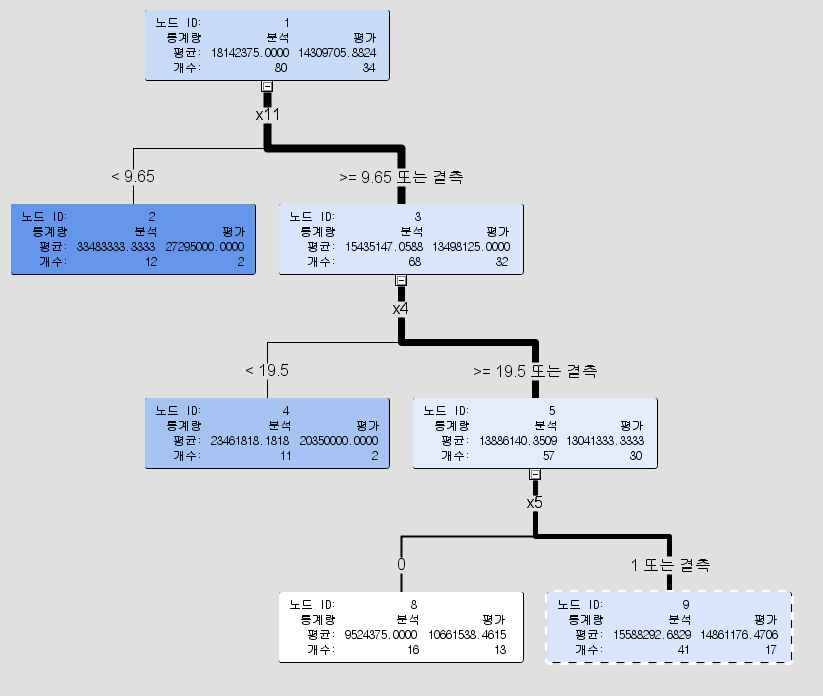 노드 ID: 1
통계량 분석 평가
평균: 18142375.0000 14309705.8824
개수: 80 34
x11
< 9.65 >= 9.65 또는 결측
노드 ID: 2
통계량 분석 평가
평균: 33483333.3333 27295000.0000
개수: 12 2
노드 ID: 3
통계량 분석 평가
평균: 15435147.0588 13498125.0000
개수: 68 32
x4
< 19.5 >= 19.5 또는 결측
노드 ID: 4
통계량 분석 평가
평균: 23461818.1818 20350000.0000
개수: 11 2
노드 ID: 5
통계량 분석 평가
평균: 13886140.3509 13041333.3333
개수: 57 30
x5
0 1 또는 결측
노드 ID: 8
통계량 분석 평가
평균: 9524375.0000 10661538.4615
개수: 16 13
노드 ID: 9
통계량 분석 평가
평균: 15588292.6829 14861176.4706
개수: 41 17